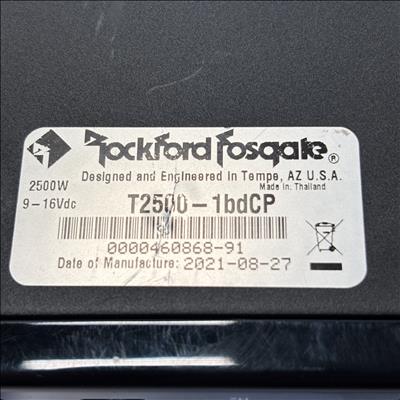 Rockford Fosgate®
Designed and Engineered in Tempe, AZ U.S.A.
2500W
Made in: Thailand
9-16Vdc
T2500-1bdCP
0000460868-91
Date of Manufacture: 2021-08-27